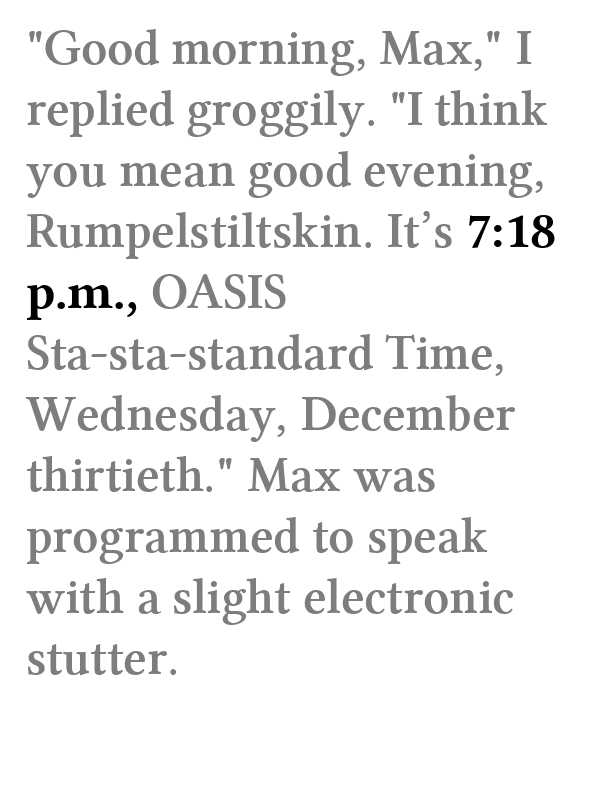 "Good morning, Max," I
replied groggily. "I think
you mean good evening,
Rumpelstiltskin. It’s 7:18
p.m., OASIS
Sta-sta-standard Time,
Wednesday, December
thirtieth." Max was
programmed to speak
with a slight electronic
stutter.